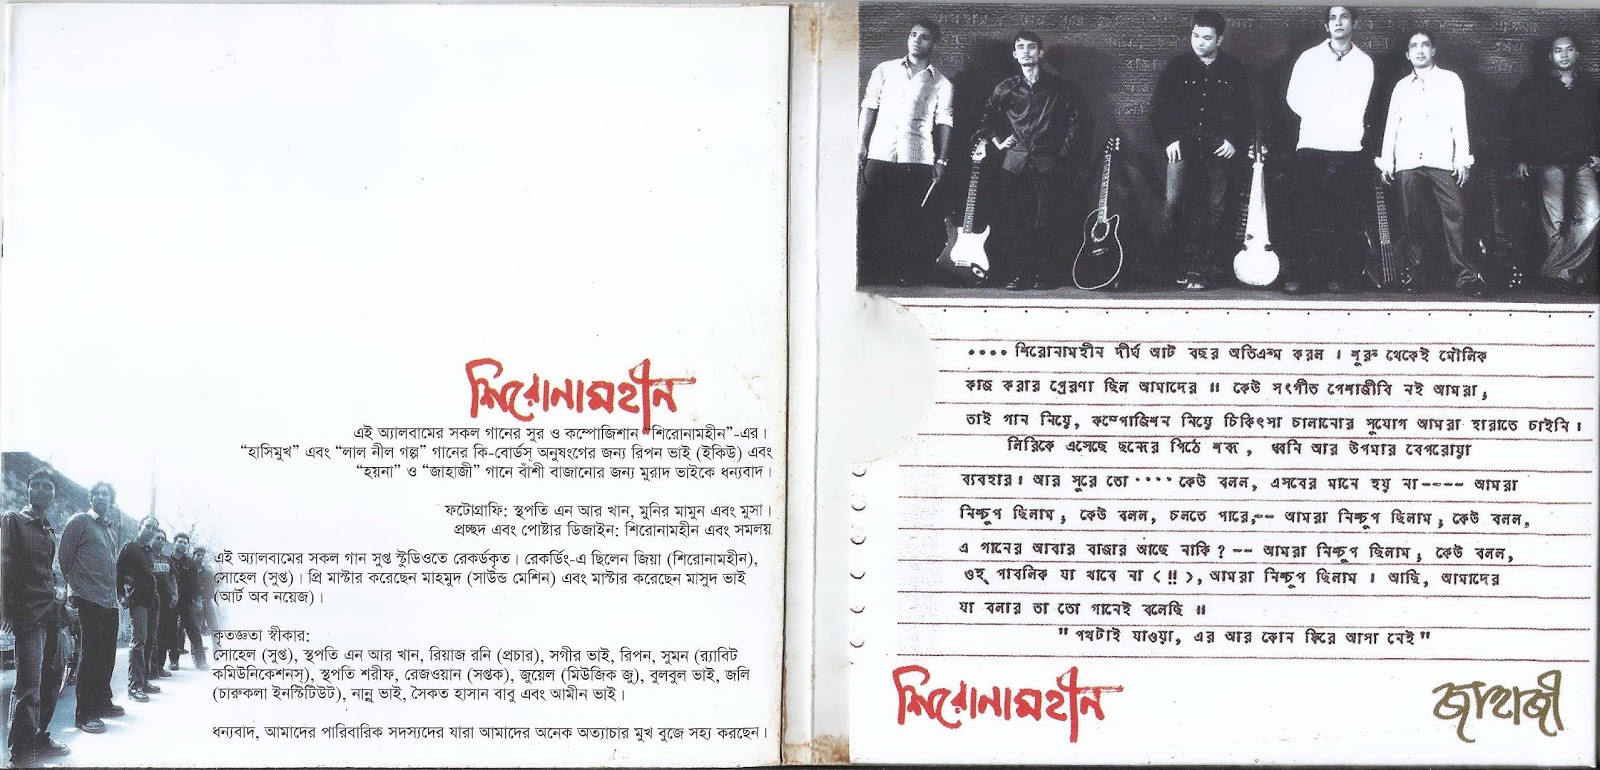 শিরোনামহীন
এই অ্যালবামের সকল গানের সুর ও কম্পোজিশান “শিরোনামহীন”-এর।
“হাসিমুখ” এবং “লাল নীল গল্প” গানের কি-বোর্ডস্ অনুষংগের জন্য রিপন ভাই (ইকিউ) এবং
“হয়না” ও “জাহাজী” গানে বাঁশী বাজানোর জন্য মুরাদ ভাইকে ধন্যবাদ।
ফটোগ্রাফি: স্থপতি এন আর খান, মুনির মামুন এবং মুসা।
প্রচ্ছদ এবং পোষ্টার ডিজাইন: শিরোনামহীন এবং সমলয়
এই অ্যালবামের সকল গান সুপ্ত স্টুডিওতে রেকর্ডকৃত। রেকর্ডিং-এ ছিলেন জিয়া (শিরোনামহীন),
সোহেল (সুপ্ত)। প্রি মাস্টার করেছেন মাহমুদ (সাউন্ড মেশিন) এবং মাস্টার করেছেন মাসুদ ভাই
(আর্ট অব নয়েজ)।
কৃতজ্ঞতা স্বীকার:
সোহেল (সুপ্ত), স্থপতি এন আর খান, রিয়াজ রনি (প্রচার), সগীর ভাই, রিপন, সুমন (র‍্যাবিট
কমিউনিকেশনস্), স্থপতি শরীফ, রেজওয়ান (সপ্তক), জুয়েল (মিউজিক জু), বুলবুল ভাই, জলি
(চারুকলা ইনস্টিটিউট), নান্নু ভাই, সৈকত হাসান বাবু এবং আমীন ভাই।
ধন্যবাদ, আমাদের পারিবারিক সদস্যদের যারা আমাদের অনেক অত্যাচার মুখ বুজে সহ্য করছেন।
.... শিরোনামহীন দীর্ঘ আট বছর অতিক্রম করল । শুরু থেকেই মৌলিক
কাজ করার প্রেরণা ছিল আমাদের ॥ কেউ সংগীত পেশাজীবি নই আমরা,
তাই গান নিয়ে, কম্পোজিশন নিয়ে চিকিৎসা চালানোর সুযোগ আমরা হারাতে চাইনি ।
লিরিকে এসেছে ছন্দের পিঠে শব্দ, ধ্বনি আর উপমার বেপরোয়া
ব্যবহার। আর সুরে তো .... কেউ বলল, এসবের মানে হয় না---- আমরা
নিশ্চুপ ছিলাম; কেউ বলল, চলতে পারে,-- আমরা নিশ্চুপ ছিলাম; কেউ বলল,
এ গানের আবার বাজার আছে নাকি ? -- আমরা নিশ্চুপ ছিলাম; কেউ বলল,
ওহ্ পাবলিক যা খাবে না (!!), আমরা নিশ্চুপ ছিলাম । আছি, আমাদের
যা বলার তা তো গানেই বলেছি ॥
" পথটাই যাওয়া, এর আর কোন ফিরে আসা নেই "
শিরোনামহীন
জাহাজী